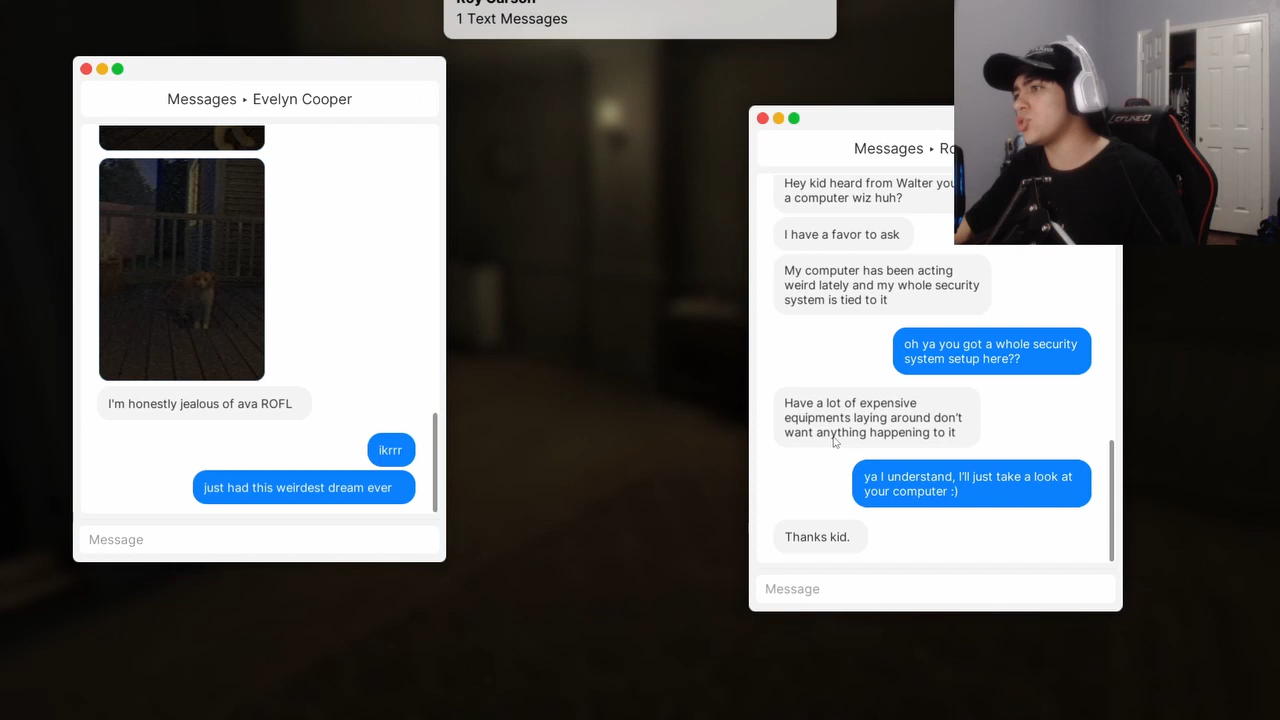 Roy Carson
1 Text Messages
Messages ▸ Evelyn Cooper
I'm honestly jealous of ava ROFL
ikrrr
just had this weirdest dream ever
Message
Messages ▸ Ro
Hey kid heard from Walter you
a computer wiz huh?
I have a favor to ask
My computer has been acting
weird lately and my whole security
system is tied to it
oh ya you got a whole security
system setup here??
Have a lot of expensive
equipments laying around don't
want anything happening to it
ya I understand, I'll just take a look at
your computer :)
Thanks kid.
Message